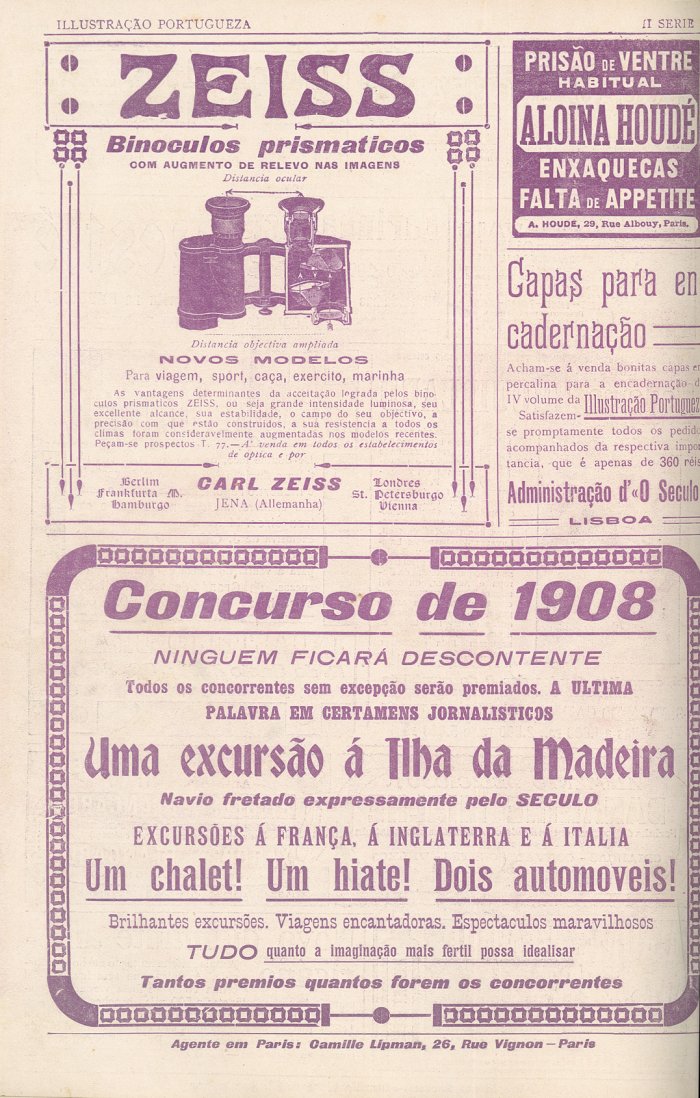 ILLUSTRAÇÃO PORTUGUEZA
II SERIE
ZEISS
Binoculos prismaticos
COM AUGMENTO DE RELEVO NAS IMAGENS
Distancia ocular
Distancia objectiva ampliada
NOVOS MODELOS
Para viagem, sport, caça, exercito, marinha
As vantagens determinantes da acceitação legrada pelos bino-
culos prismaticos ZEISS, ou seja grande intensidade luminosa, seu
excellente alcance, sua estabilidade, o campo do seu objectivo, a
precisão com que estão construidos, a sua resistencia a todos os
climas foram consideravelmente augmentadas nos modelos recentes.
Peçam-se prospectos T. 77.—A' venda em todos os estabelecimentos
de optica e por
Berlim
Frankfurta M.
Hamburgo
CARL ZEISS
JENA (Allemanha)
Londres
St. Petersburgo
Vienna
PRISÃO DE VENTRE
HABITUAL
ALOINA HOUDÉ
ENXAQUECAS
FALTA DE APPETITE
A. HOUDÉ, 29, Rue Albouy, Paris.
Capas para en
cadernação
Acham-se á venda bonitas capas e
percalina para a encadernação d
IV volume da Illustração Portuguez
Satisfazem-
se promptamente todos os pedido
acompanhados da respectiva impor
tancia, que é apenas de 360 réis
Administração d'«O Seculo
LISBOA
Concurso de 1908
NINGUEM FICARÁ DESCONTENTE
Todos os concorrentes sem excepção serão premiados. A ULTIMA
PALAVRA EM CERTAMENS JORNALISTICOS
Uma excursão á Ilha da Madeira
Navio fretado expressamente pelo SECULO
EXCURSÕES Á FRANÇA, Á INGLATERRA E Á ITALIA
Um chalet! Um hiate! Dois automoveis!
Brilhantes excursões. Viagens encantadoras. Espectaculos maravilhosos
TUDO quanto a imaginação mais fertil possa idealisar
Tantos premios quantos forem os concorrentes
Agente em Paris: Camille Lipman, 26, Rue Vignon—Paris